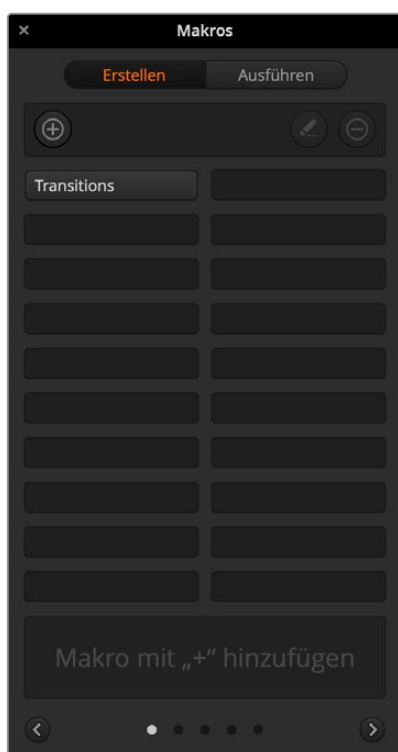 Makros
Erstellen Ausführen
Transitions
Makro mit „+“ hinzufügen